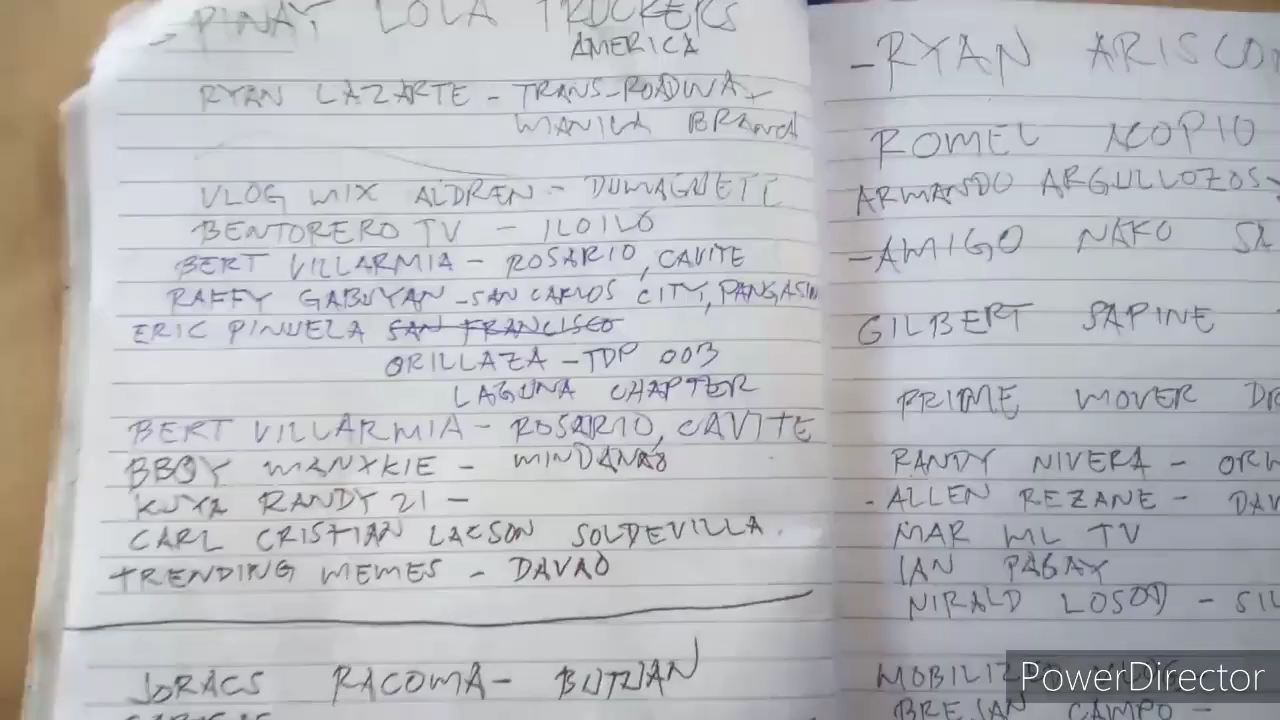 - PINAY LOLA TRUCKERS
AMERICA
RYAN LAZARTE - TRANS-ROADWAY
MANILA BRANCH
VLOG MIX ALDREN - DUMAGUETE
BENTORERO TV - ILOILO
BERT VILLARMIA - ROSARIO, CAVITE
RAFFY GABUYAN - SAN CARLOS CITY, PANGASIN
ERIC PINUELA SAN FRANCISCO
ORILLAZA - TDP 003
LAGUNA CHAPTER
BERT VILLARMIA - ROSARIO, CAVITE
BBOY MANXKIE - MINDANAO
KUYA RANDY 21 -
CARL CRISTIAN LACSON SOLDEVILLA.
TRENDING MEMES - DAVAO
JORACS RACOMA - BUTUAN
- RYAN ARISCO
ROMEL ACOPIO
ARMANDO ARGULLOZOS -
- AMIGO NAKO SA
GILBERT SAPINE
PRIME MOVER
RANDY NIVERA -
- ALLEN REZANE - DAV
MAR ML TV
IAN PAGAY
NIRALD LOSOD - SIL
BREJAN CAMPO -
PowerDirector